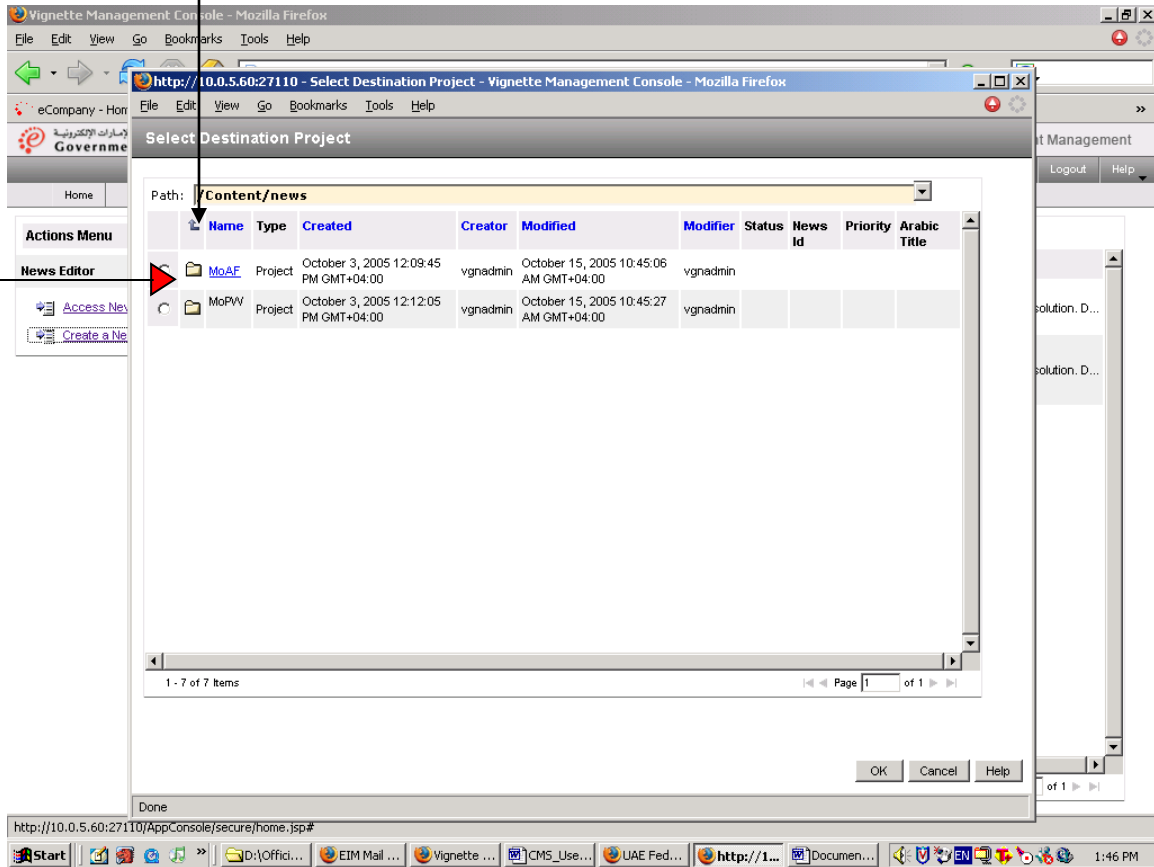 Vignette Management Console - Mozilla Firefox
File Edit View Go Bookmarks Tools Help
http://10.0.5.60:27110 - Select Destination Project - Vignette Management Console - Mozilla Firefox
eCompany - Hom
File Edit View Go Bookmarks Tools Help
»
الإمارات الإلكترونية
Governme
Select Destination Project
nt Management
Logout Help
Home
Path: /Content/news
Name Type Created Creator Modified Modifier Status News Id Priority Arabic Title
Actions Menu
News Editor
Access Nev
Create a Ne
MoAF Project October 3, 2005 12:09:45 PM GMT+04:00 vgnadmin October 15, 2005 10:45:06 AM GMT+04:00 vgnadmin
MoPW Project October 3, 2005 12:12:05 PM GMT+04:00 vgnadmin October 15, 2005 10:45:27 AM GMT+04:00 vgnadmin
solution. D...
solution. D...
1 - 7 of 7 Items
Page 1 of 1
OK Cancel Help
of 1
Done
http://10.0.5.60:27110/AppConsole/secure/home.jsp#
Start » D:\Offici... EIM Mail ... Vignette ... CMS_Use... UAE Fed... http://1... Documen... EN 1:46 PM